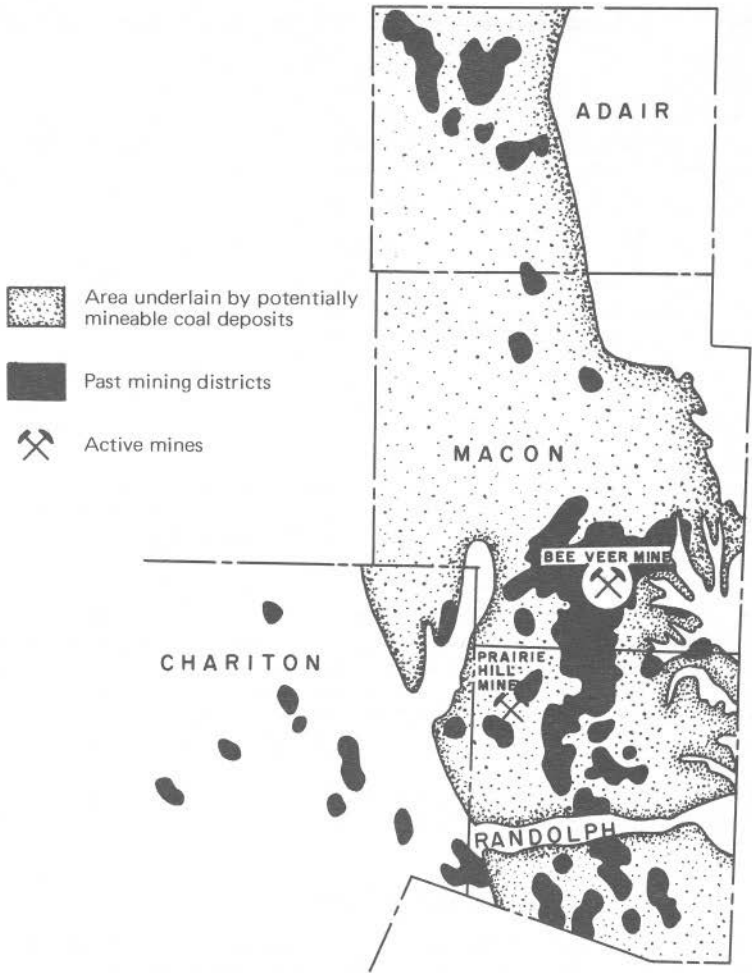 ADAIR
Area underlain by potentially
mineable coal deposits
Past mining districts
Active mines
MACON
BEE VEER MINE
CHARITON
PRAIRIE
HILL
MINE
RANDOLPH